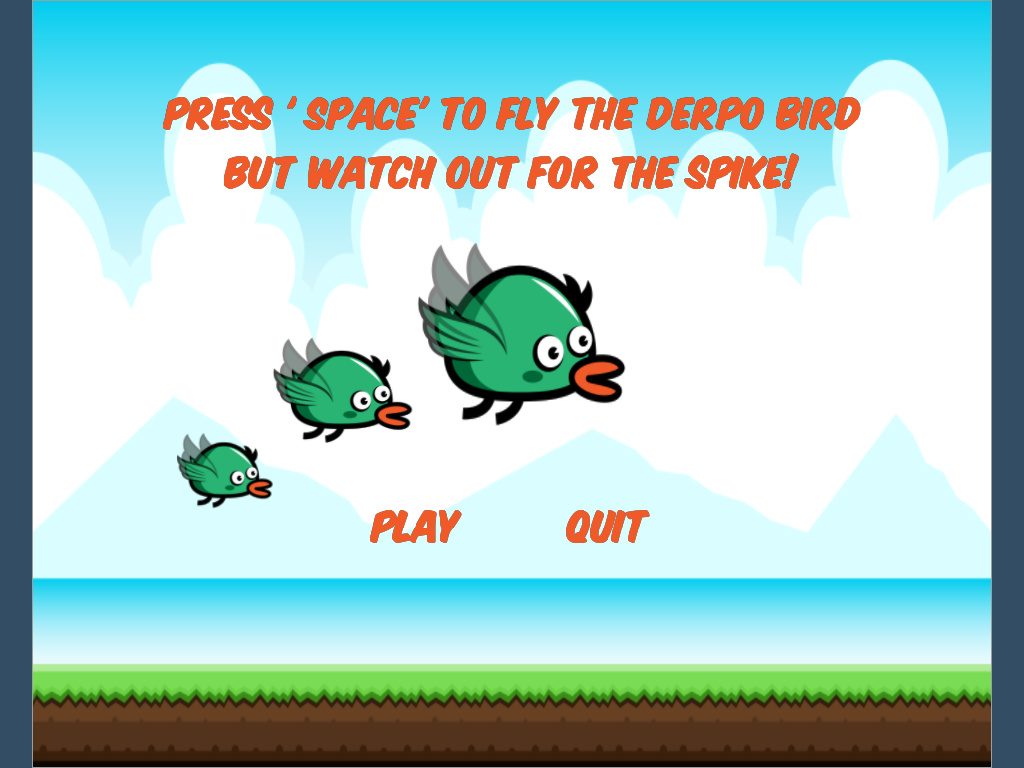 PRESS ' SPACE' TO FLY THE DERPO BIRD
BUT WATCH OUT FOR THE SPIKE!
PLAY QUIT